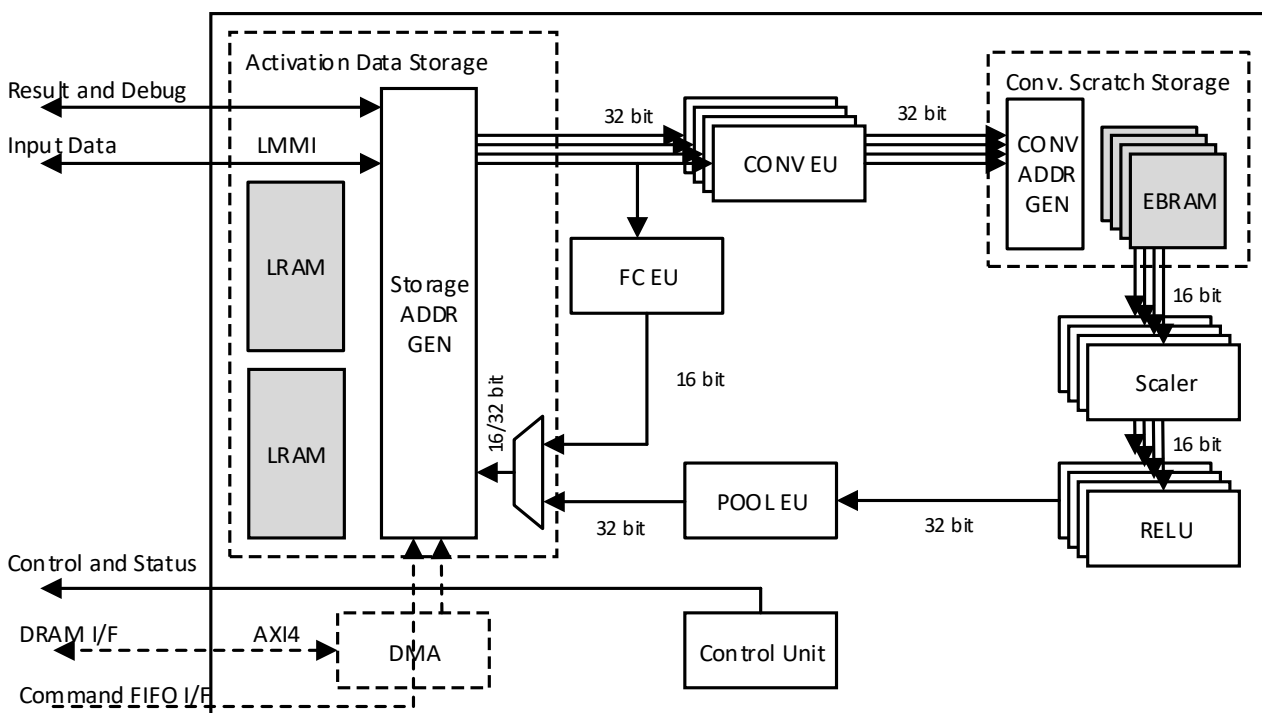 Activation Data Storage
Conv. Scratch Storage
Result and Debug
32 bit
32 bit
Input Data
LMMI
CONV EU
CONV
ADDR
GEN
EBRAM
LRAM
Storage
ADDR
GEN
FC EU
16 bit
Scaler
16 bit
16/32 bit
LRAM
16 bit
POOL EU
32 bit
32 bit
RELU
Control and Status
DRAM I/F
AXI4
DMA
Control Unit
Command FIFO I/F